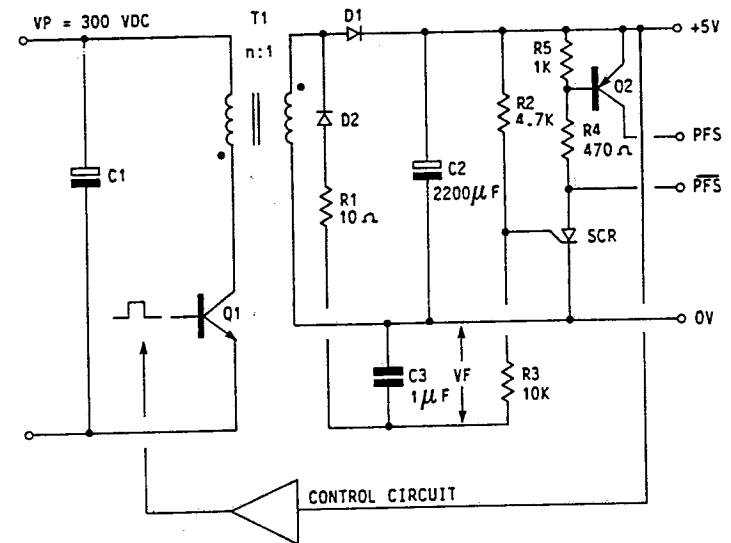 VP = 300 VDC
T1
n:1
D1
+5V
R5
1K
Q2
R2
4.7K
R4
470 Ω
PFS
PFS
D2
C1
C2
2200μF
R1
10 Ω
SCR
Q1
0V
C3
1μF
VF
R3
10K
CONTROL CIRCUIT